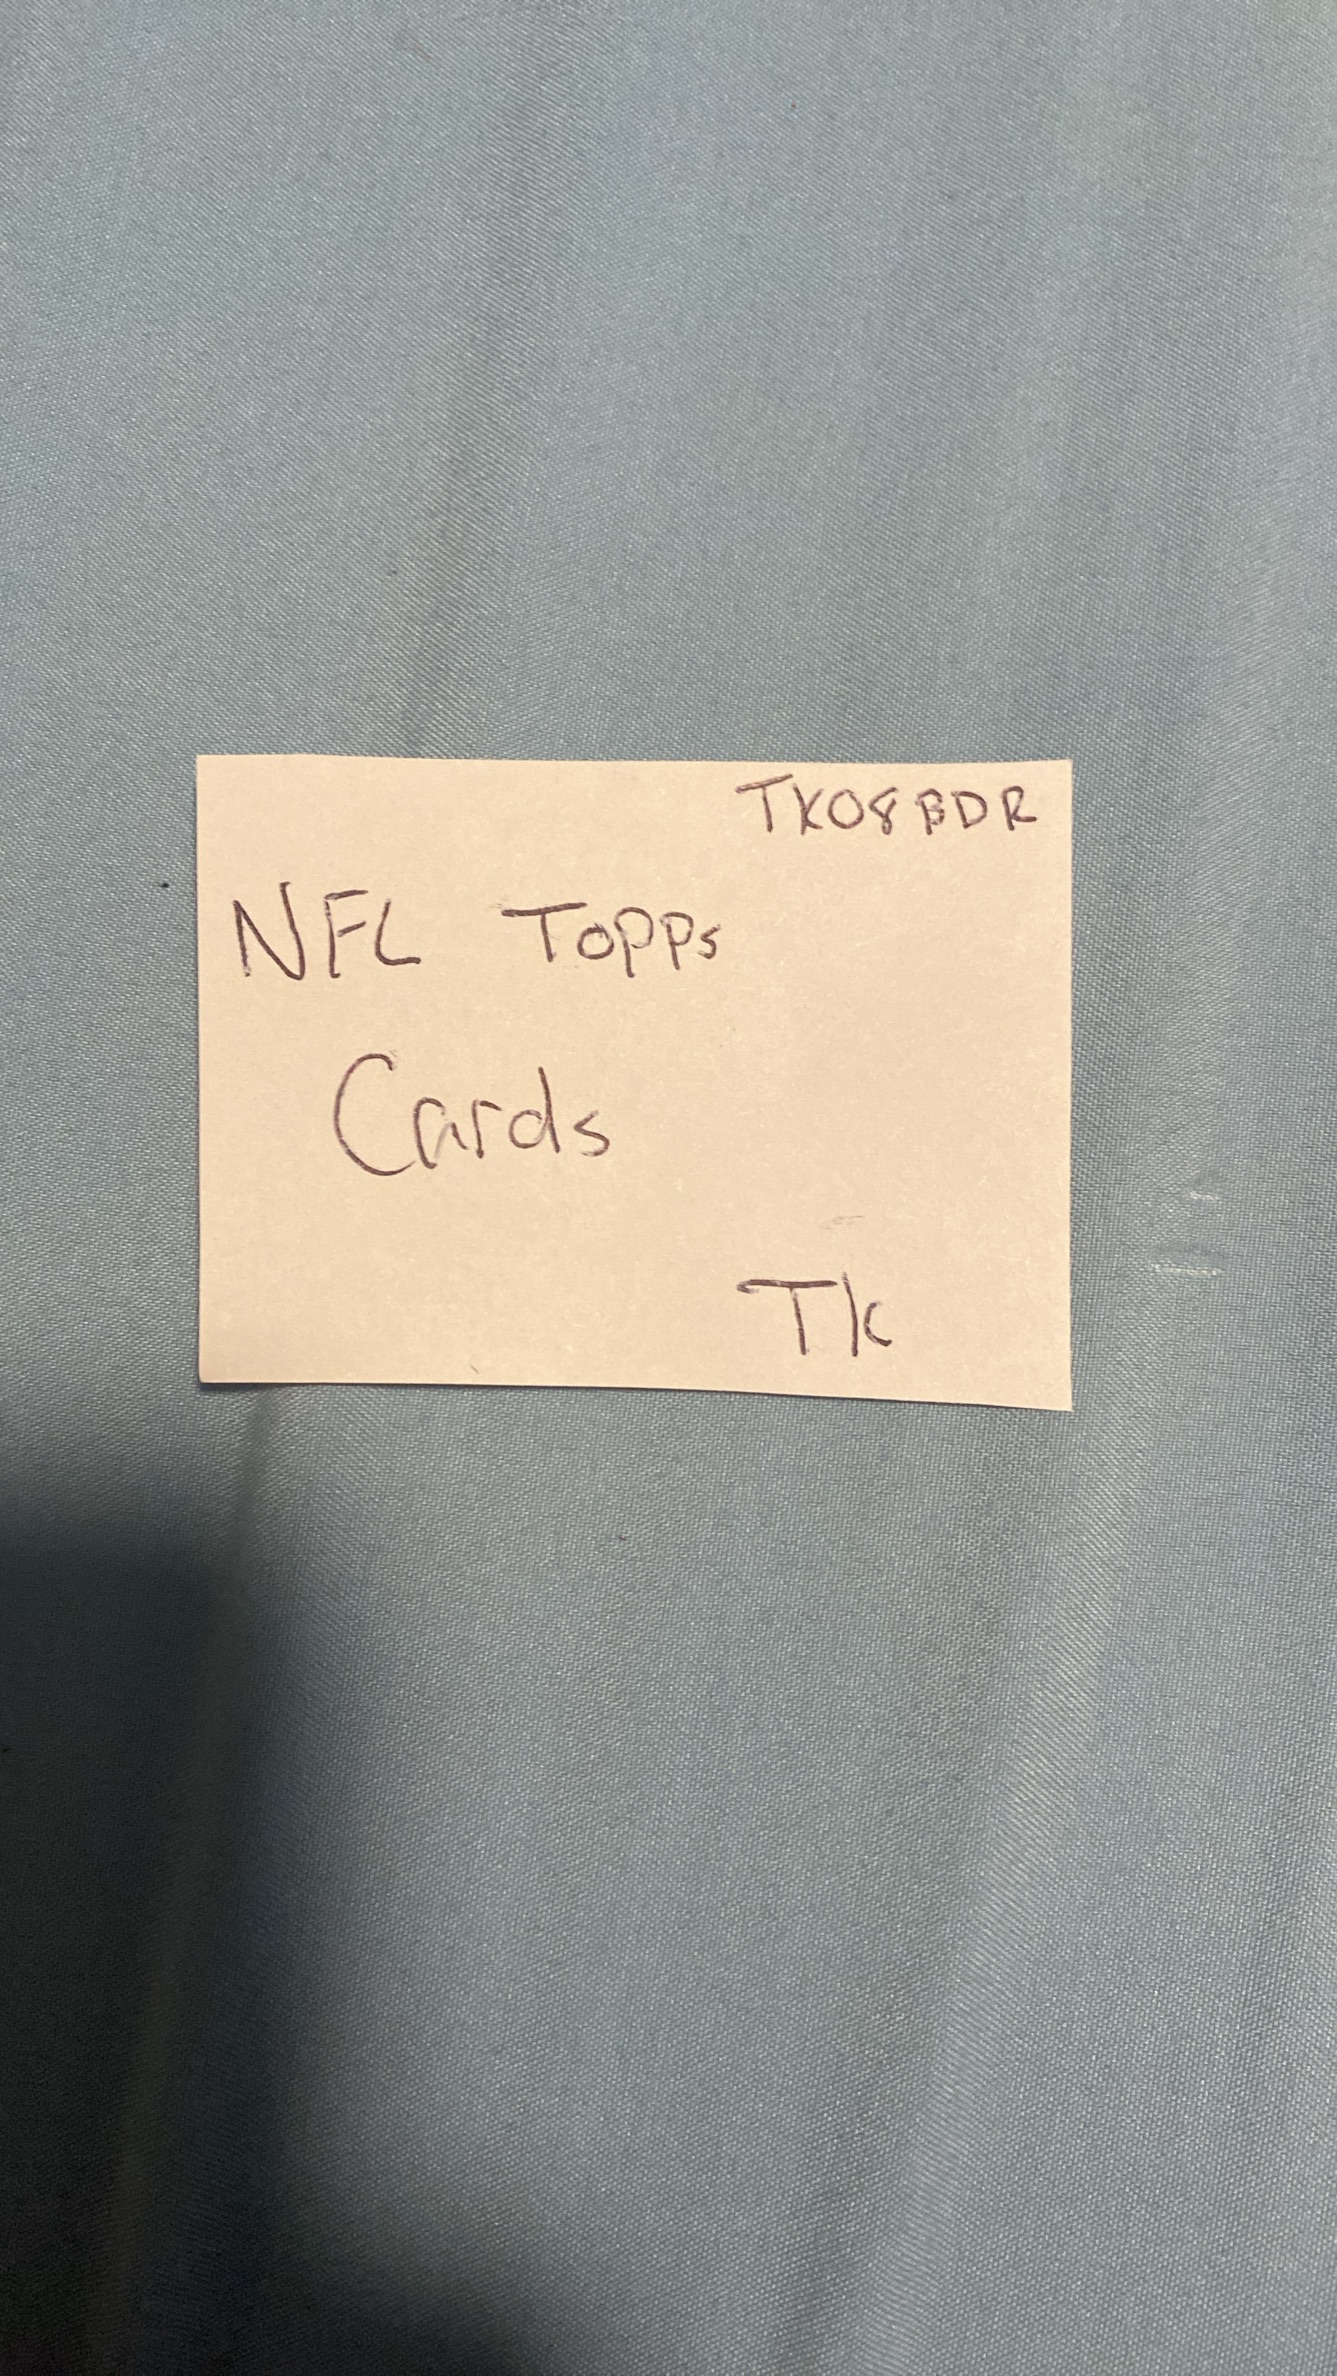 TK08BDR
NFL Topps
Cards
Tk